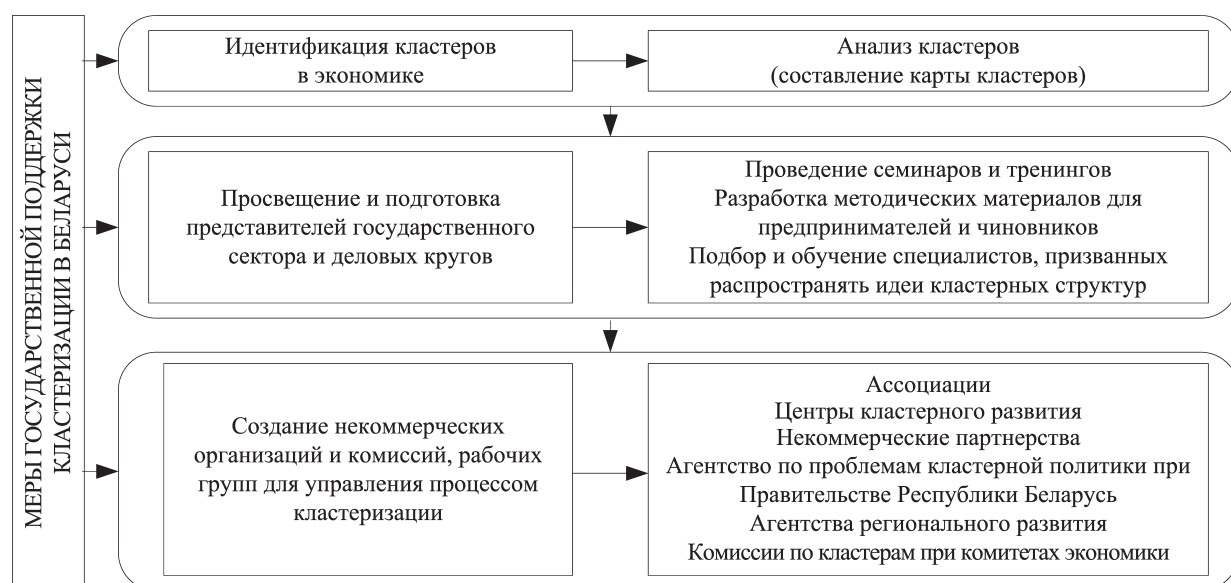 МЕРЫ ГОСУДАРСТВЕННОЙ ПОДДЕРЖКИ
КЛАСТЕРИЗАЦИИ В БЕЛАРУСИ
Идентификация кластеров
в экономике
Анализ кластеров
(составление карты кластеров)
Просвещение и подготовка
представителей государственного
сектора и деловых кругов
Проведение семинаров и тренингов
Разработка методических материалов для
предпринимателей и чиновников
Подбор и обучение специалистов, призванных
распространять идеи кластерных структур
Создание некоммерческих
организаций и комиссий, рабочих
групп для управления процессом
кластеризации
Ассоциации
Центры кластерного развития
Некоммерческие партнерства
Агентство по проблемам кластерной политики при
Правительстве Республики Беларусь
Агентства регионального развития
Комиссии по кластерам при комитетах экономики